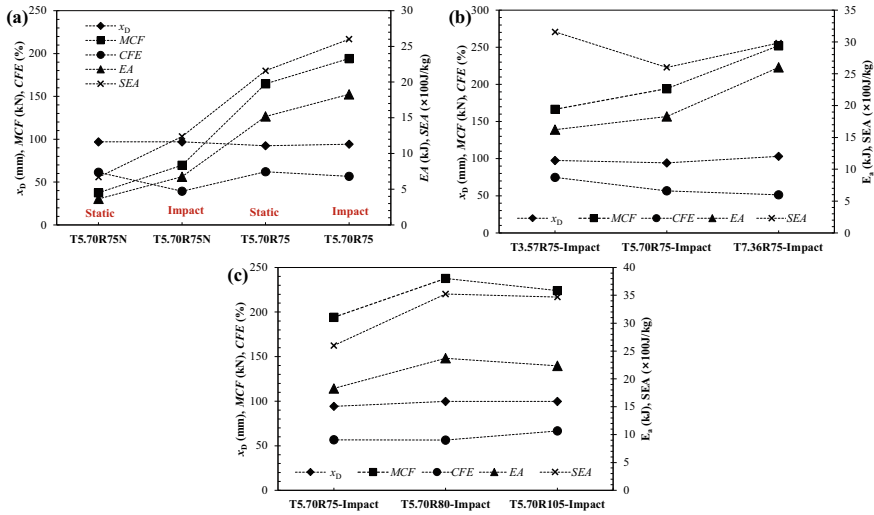 (a)
250
200
150
100
50
0
x_D (mm), MCF (kN), CFE (%)
x_D
MCF
CFE
EA
SEA
30
25
20
15
10
5
0
EA (kJ), SEA (×100J/kg)
Static Impact Static Impact
T5.70R75N T5.70R75N T5.70R75 T5.70R75
(b)
300
250
200
150
100
50
0
x_D (mm), MCF (kN), CFE (%)
35
30
25
20
15
10
5
0
E_a (kJ), SEA (×100J/kg)
x_D MCF CFE EA SEA
T3.57R75-Impact T5.70R75-Impact T7.36R75-Impact
(c)
250
200
150
100
50
0
x_D (mm), MCF (kN), CFE (%)
40
35
30
25
20
15
10
5
0
E_a (kJ), SEA (×100J/kg)
x_D MCF CFE EA SEA
T5.70R75-Impact T5.70R80-Impact T5.70R105-Impact